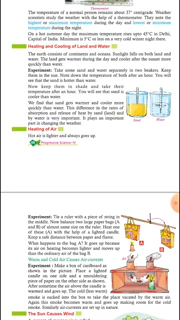 Thermometer
The temperature of a normal person remains about 37° centigrade. Weather
scientists study the weather with the help of a thermometer. They note the
highest or maximum temperature during the day and lowest or minimum
temperature during the night.
On a hot summer day the maximum temperature rises upto 45°C in Delhi,
Capital of India. Minimum is 5°C or less on a very cold winter night there.
Heating and Cooling of Land and Water
The earth consists of continents and oceans. Sunlight falls on both land and
water. The land gets warmer during the day and cooler after the sunset more
quickly than water.
Experiment: Take some sand and water separately in two beakers. Keep
them in the sun. Note down the temperature of both after an hour. You will
see that the sand is hotter than water.
Now keep them in shade and take their
temperature after an hour. You will see that sand is
cooler than water.
We find that sand gets warmer and cooler more
quickly than water. This difference in the rates of
absorption and release of heat by sand (land) and
by water is very important. It plays an important
part in changing the weather.
Heating of Air
Hot air is lighter and always goes up.
Progressive Science-V
Experiment: Tie a ruler with a piece of string in
the middle. Now balance two large paper bags (A
and B) of almost same size on the ruler. Heat one
of these (A) with the help of a lighted candle.
Keep a safe distance between paper and flame.
What happens to the bag A? It goes up because
its air on heating becomes lighter and moves up
than the ordinary air of the bag B.
Warm and Cold Air Causes Air-currents
Experiment: Make a box of cardboard as
shown in the picture. Place a lighted
candle on one side and a smouldering
piece of paper on the other side as shown.
After sometime the air above the candle is
warmed and goes up. The cold free wanting
smoke is sucked into the box to take the place vacated by the warm air.
Again this smoke becomes warm and goes up making room for the cold
smoke. Similarly air-currents are set up in nature.
The Sun Causes Wind